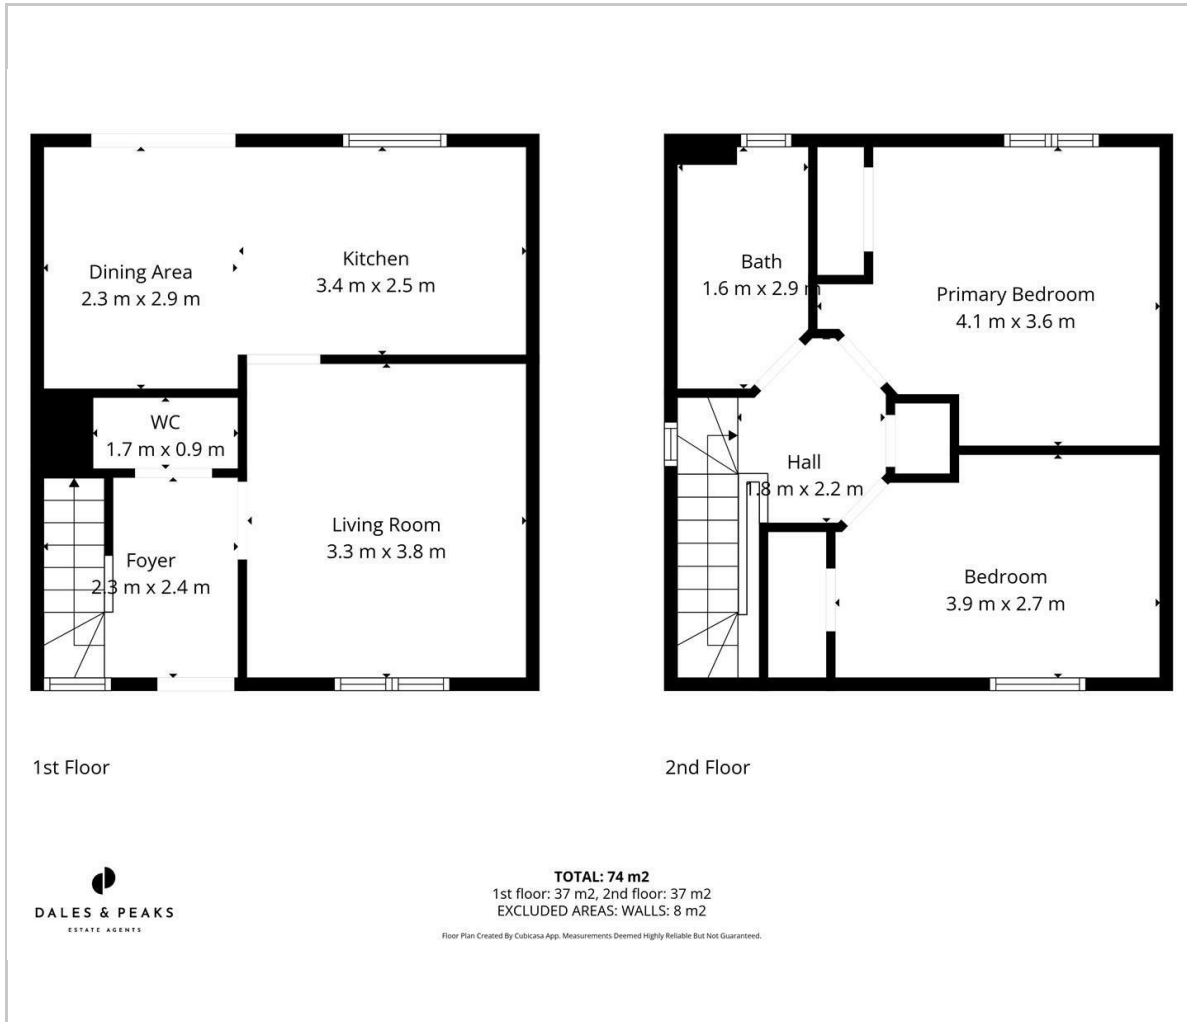 Dining Area
2.3 m x 2.9 m
Kitchen
3.4 m x 2.5 m
WC
1.7 m x 0.9 m
Foyer
2.3 m x 2.4 m
Living Room
3.3 m x 3.8 m
1st Floor
Bath
1.6 m x 2.9 m
Primary Bedroom
4.1 m x 3.6 m
Hall
1.8 m x 2.2 m
Bedroom
3.9 m x 2.7 m
2nd Floor
DALES & PEAKS
ESTATE AGENTS
TOTAL: 74 m2
1st floor: 37 m2, 2nd floor: 37 m2
EXCLUDED AREAS: WALLS: 8 m2
Floor Plan Created By Cubicasa App. Measurements Deemed Highly Reliable But Not Guaranteed.